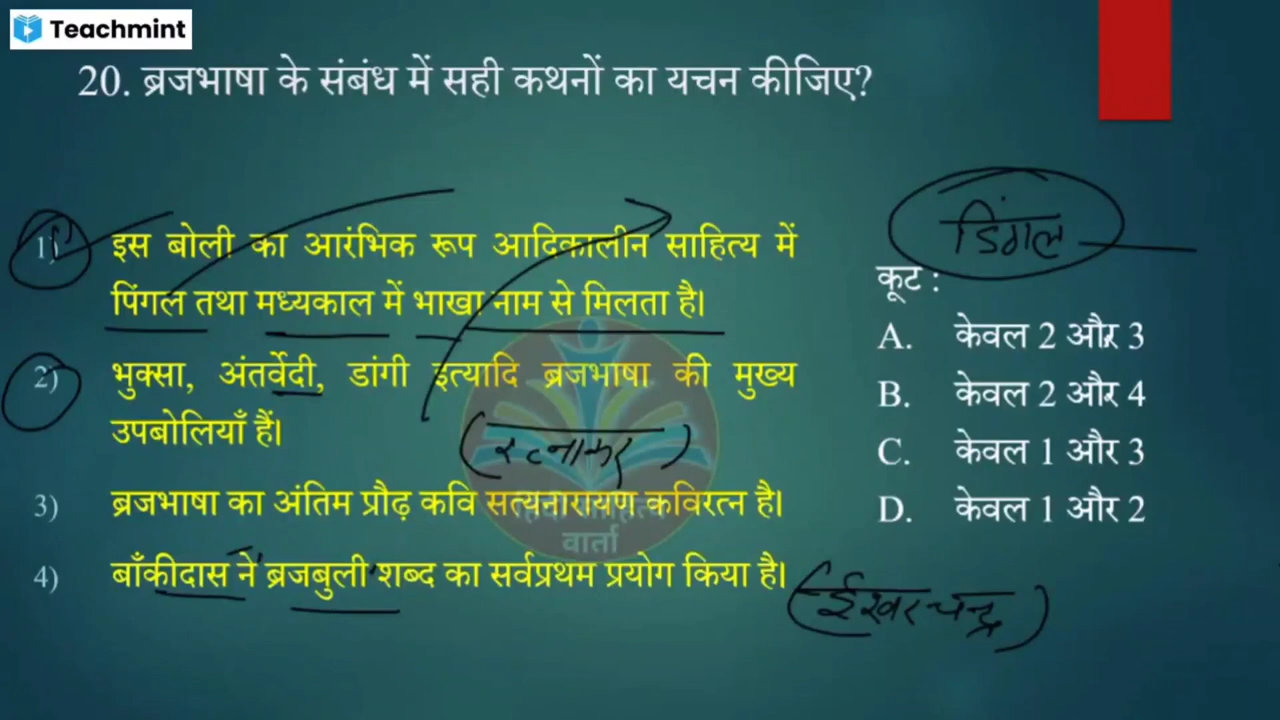 Teachmint
20. ब्रजभाषा के संबंध में सही कथनों का यचन कीजिए?
1) इस बोली का आरंभिक रूप आदिकालीन साहित्य में
पिंगल तथा मध्यकाल में भाखा नाम से मिलता है।
2) भुक्सा, अंतर्वेदी, डांगी इत्यादि ब्रजभाषा की मुख्य
उपबोलियाँ हैं।
(रत्नाकर)
3) ब्रजभाषा का अंतिम प्रौढ़ कवि सत्यनारायण कविरत्न है।
वार्ता
4) बाँकीदास ने ब्रजबुली शब्द का सर्वप्रथम प्रयोग किया है।
(ईश्वरचन्द्र)
डिंगल
कूट :
A. केवल 2 और 3
B. केवल 2 और 4
C. केवल 1 और 3
D. केवल 1 और 2